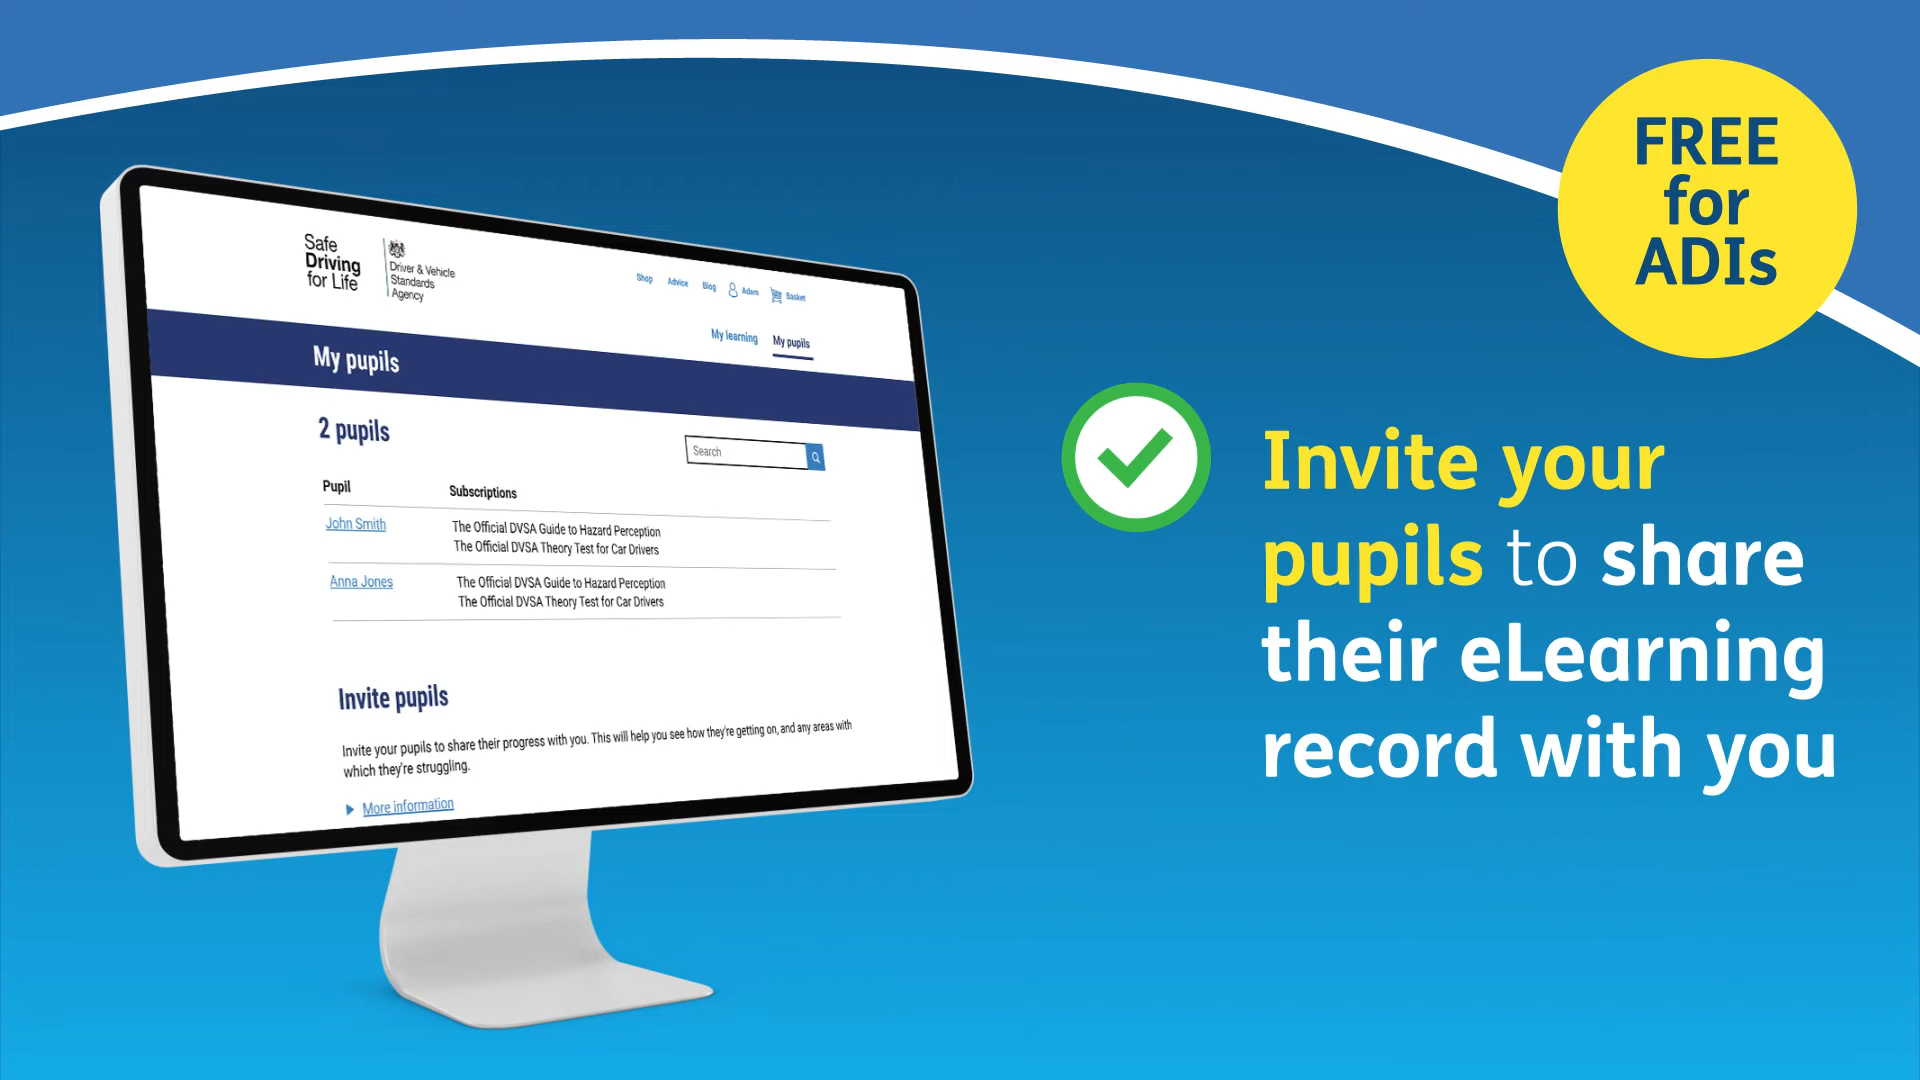 FREE
for
ADIs
Safe
Driving
for Life
Driver & Vehicle
Standards
Agency
Shop Advice Blog Adam Basket
My learning My pupils
My pupils
2 pupils
Search
Pupil Subscriptions
John Smith The Official DVSA Guide to Hazard Perception
The Official DVSA Theory Test for Car Drivers
Anna Jones The Official DVSA Guide to Hazard Perception
The Official DVSA Theory Test for Car Drivers
Invite pupils
Invite your pupils to share their progress with you. This will help you see how they're getting on, and any areas with
which they're struggling.
More information
Invite your
pupils to share
their eLearning
record with you